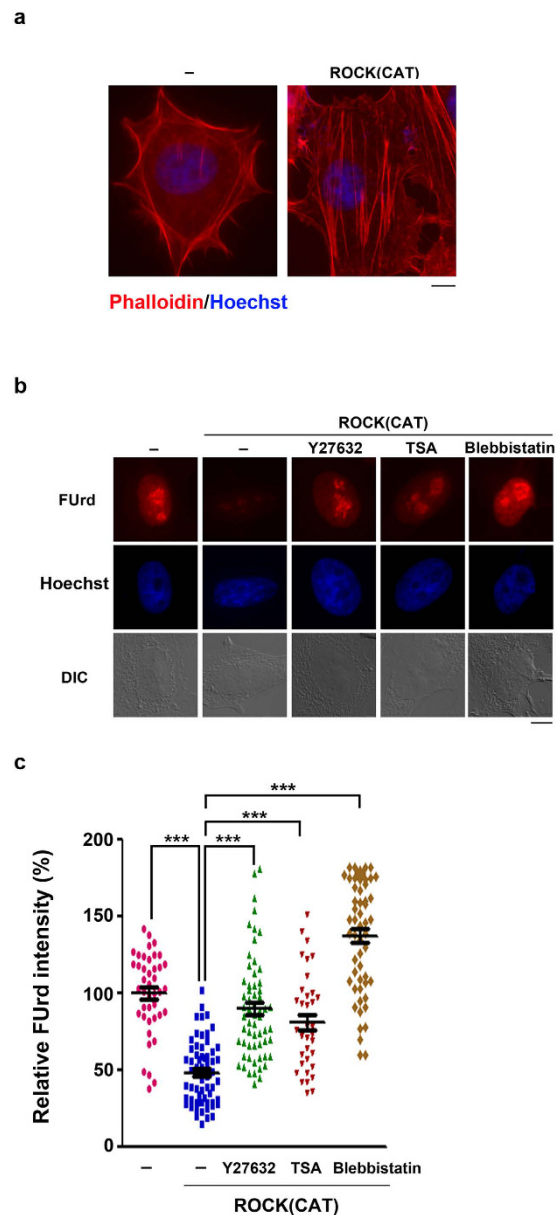 a
– ROCK(CAT)
Phalloidin/Hoechst
b
ROCK(CAT)
– – Y27632 TSA Blebbistatin
FUrd
Hoechst
DIC
c
***
***
*** ***
Relative FUrd intensity (%)
200
150
100
50
0
– – Y27632 TSA Blebbistatin
ROCK(CAT)